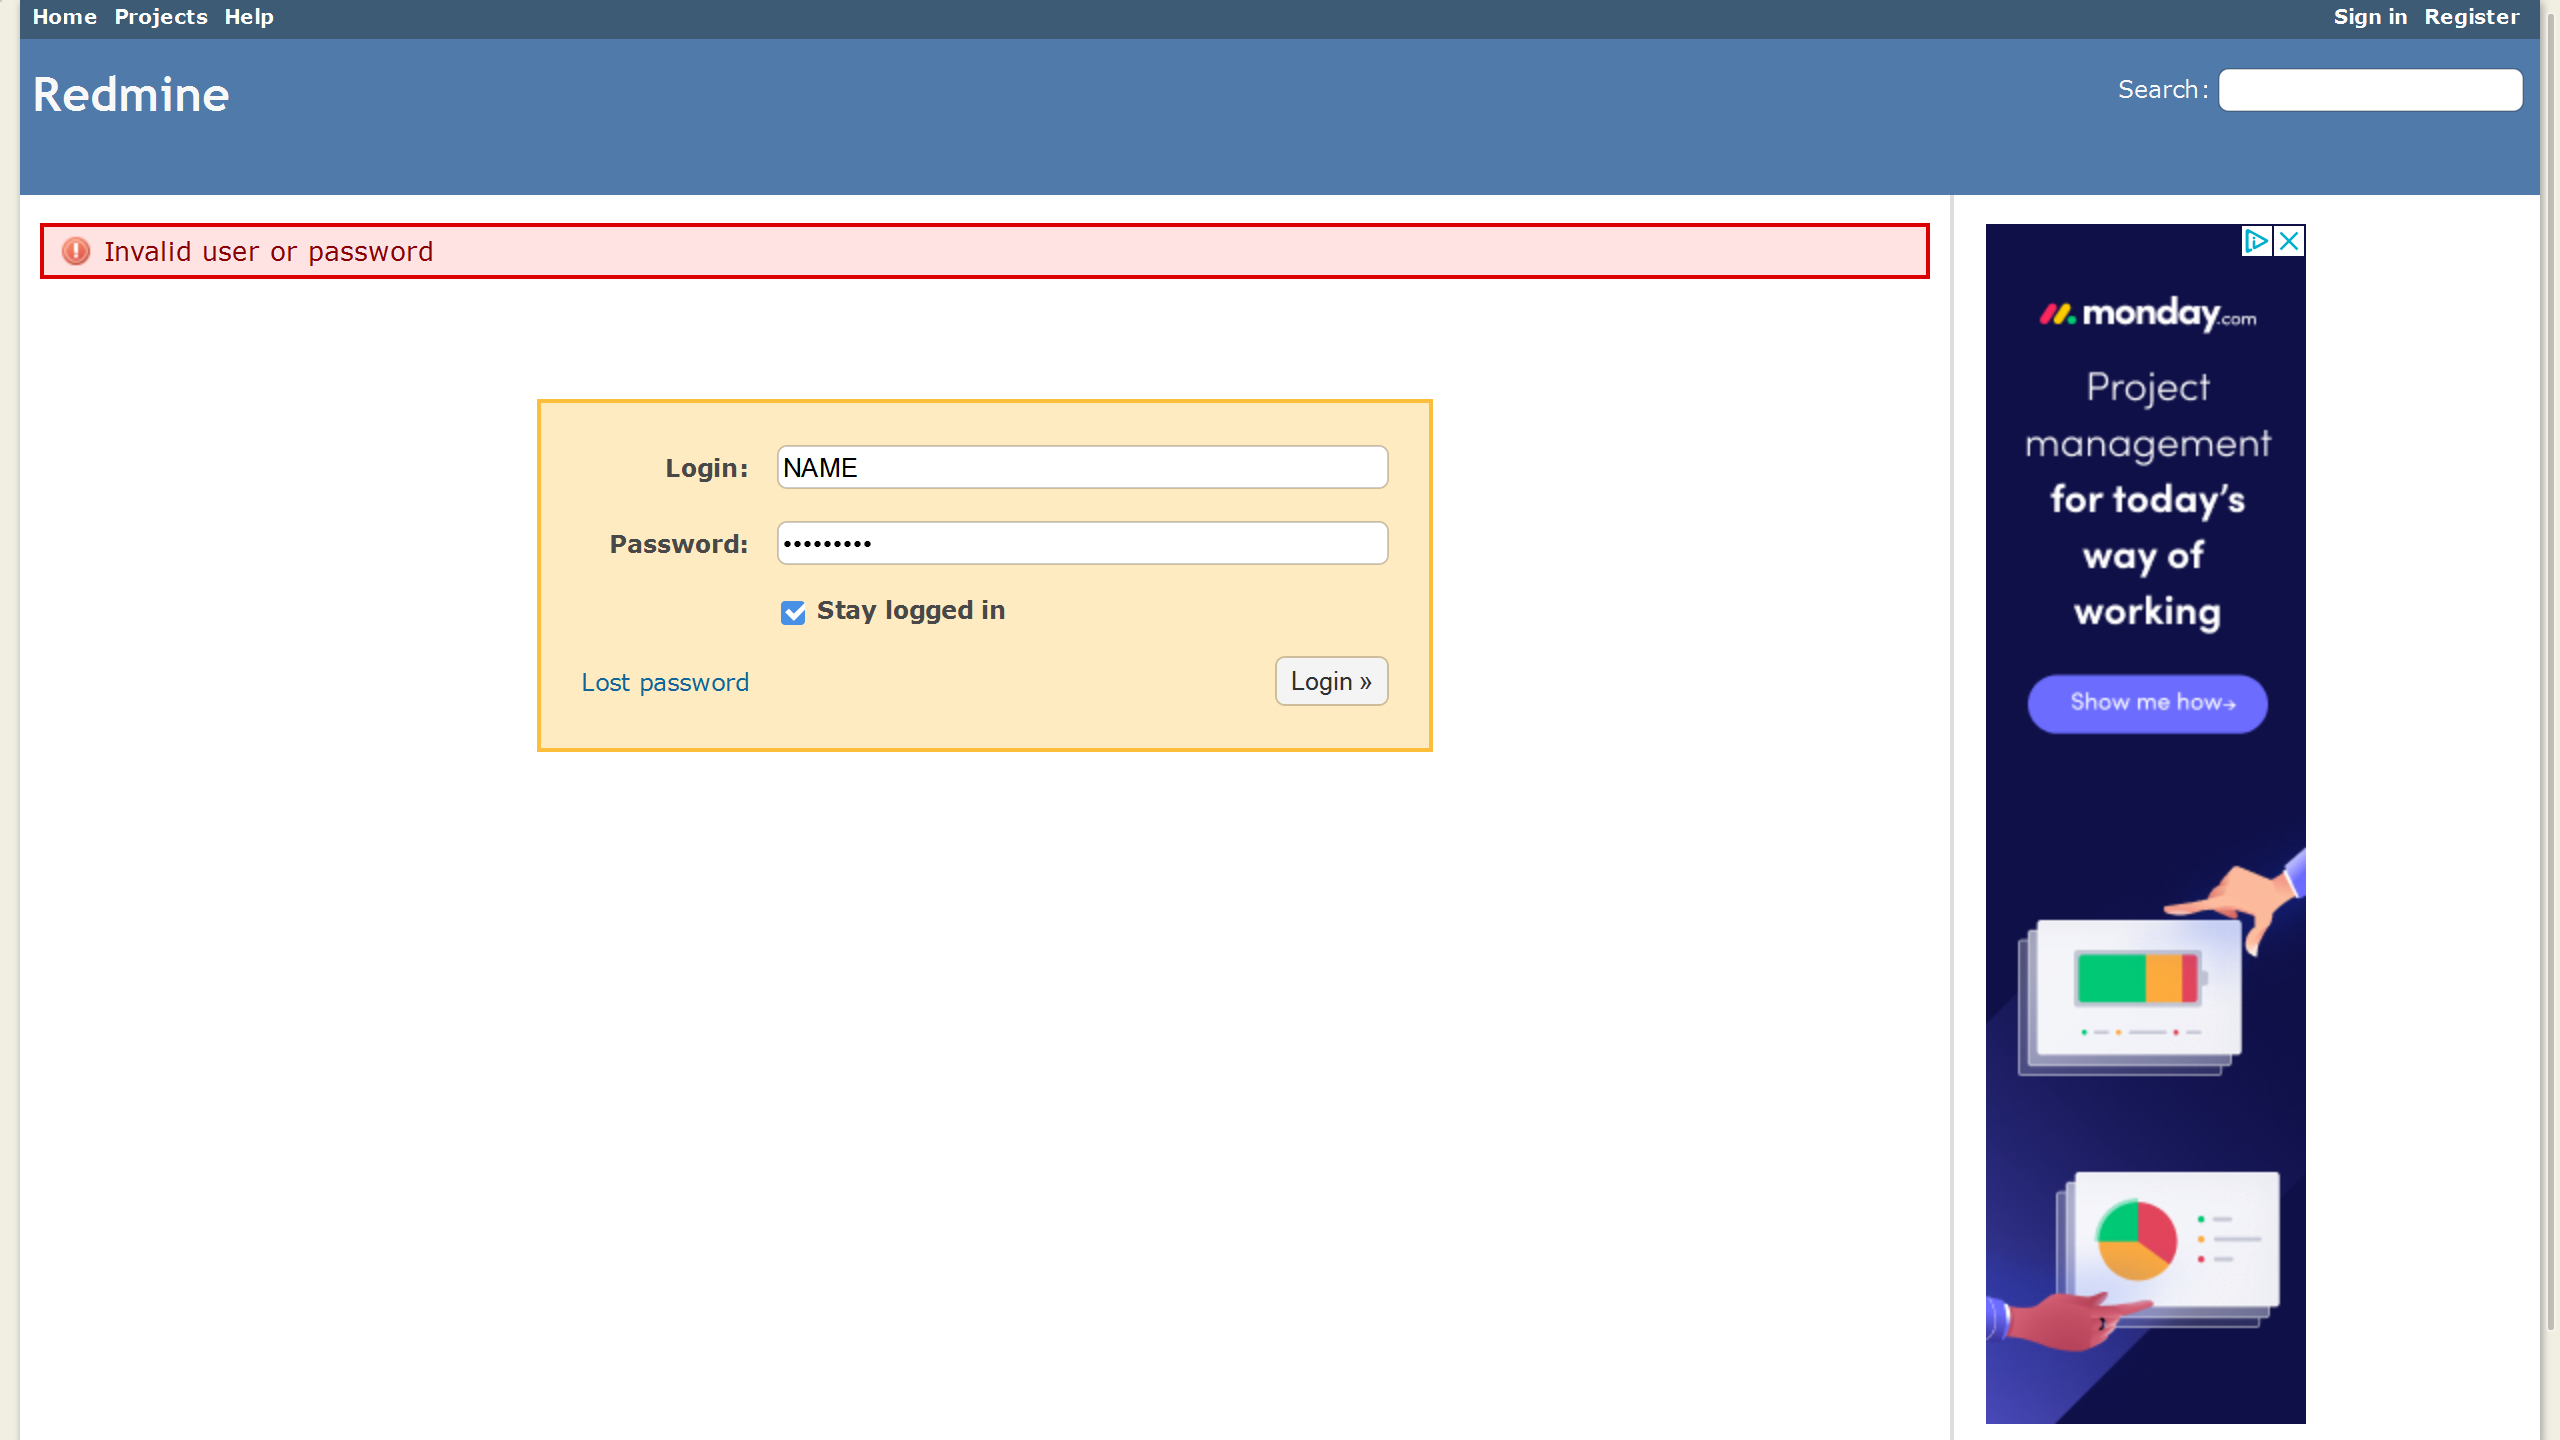 Home Projects Help
Sign in Register
Redmine
Search:
Invalid user or password
Login: NAME
Password: •••••••••
Stay logged in
Lost password
Login »
monday.com
Project
management
for today's
way of
working
Show me how→